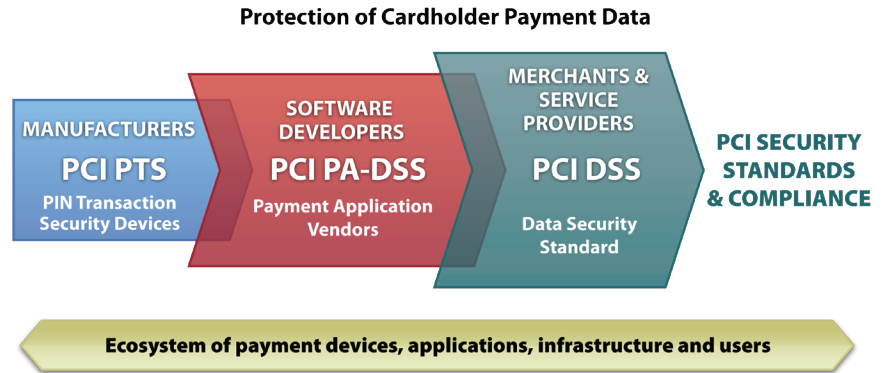 Protection of Cardholder Payment Data
MANUFACTURERS
PCI PTS
PIN Transaction
Security Devices
SOFTWARE
DEVELOPERS
PCI PA-DSS
Payment Application
Vendors
MERCHANTS &
SERVICE
PROVIDERS
PCI DSS
Data Security
Standard
PCI SECURITY
STANDARDS
& COMPLIANCE
Ecosystem of payment devices, applications, infrastructure and users